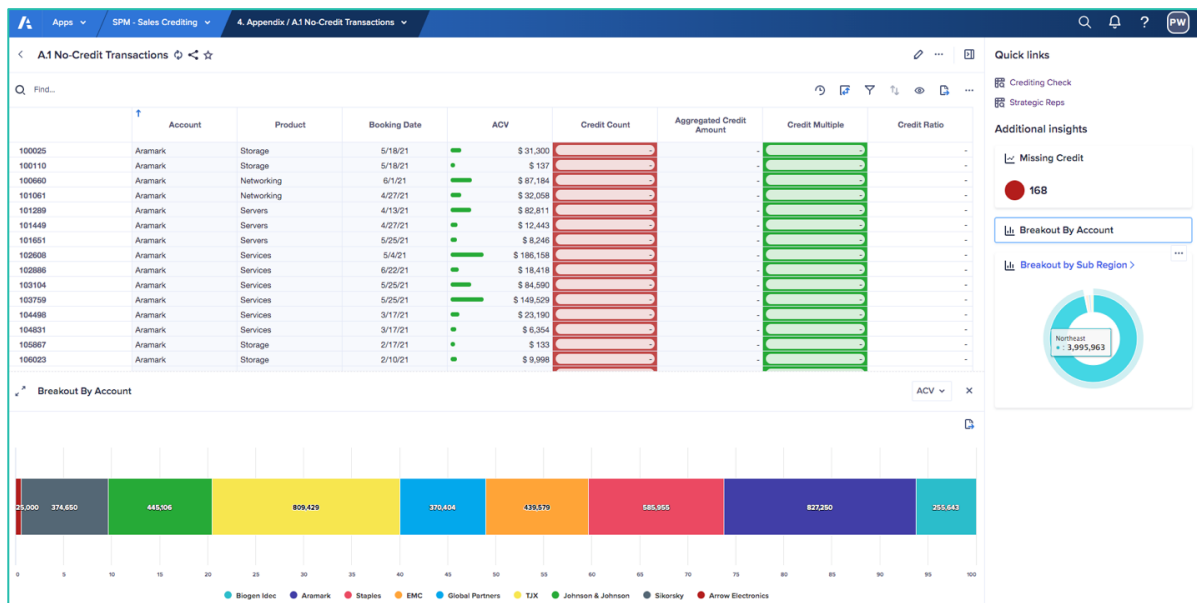 Apps SPM - Sales Crediting 4. Appendix / A.1 No-Credit Transactions PW
A.1 No-Credit Transactions
Find...
Account Product Booking Date ACV Credit Count Aggregated Credit Amount Credit Multiple Credit Ratio
100025 Aramark Storage 5/18/21 $ 31,300 - - - -
100110 Aramark Storage 5/18/21 $ 137 - - - -
100660 Aramark Networking 6/1/21 $ 87,184 - - - -
101061 Aramark Networking 4/27/21 $ 32,058 - - - -
101289 Aramark Servers 4/13/21 $ 82,811 - - - -
101449 Aramark Servers 4/27/21 $ 12,443 - - - -
101651 Aramark Servers 5/25/21 $ 8,246 - - - -
102608 Aramark Services 5/4/21 $ 186,158 - - - -
102886 Aramark Services 6/22/21 $ 18,418 - - - -
103104 Aramark Services 5/25/21 $ 84,590 - - - -
103759 Aramark Services 5/25/21 $ 149,529 - - - -
104498 Aramark Services 3/17/21 $ 23,190 - - - -
104831 Aramark Services 3/17/21 $ 6,354 - - - -
105867 Aramark Storage 2/17/21 $ 133 - - - -
106023 Aramark Storage 2/10/21 $ 9,998 - - - -
Breakout By Account ACV
25,000 374,650 445,106 809,429 370,404 439,579 585,955 827,250 255,643
0 5 10 15 20 25 30 35 40 45 50 55 60 65 70 75 80 85 90 95 100
Biogen Idec Aramark Staples EMC Global Partners TJX Johnson & Johnson Sikorsky Arrow Electronics
Quick links
Crediting Check
Strategic Reps
Additional insights
Missing Credit
168
Breakout By Account
Breakout by Sub Region >
Northeast
: 3,995,963